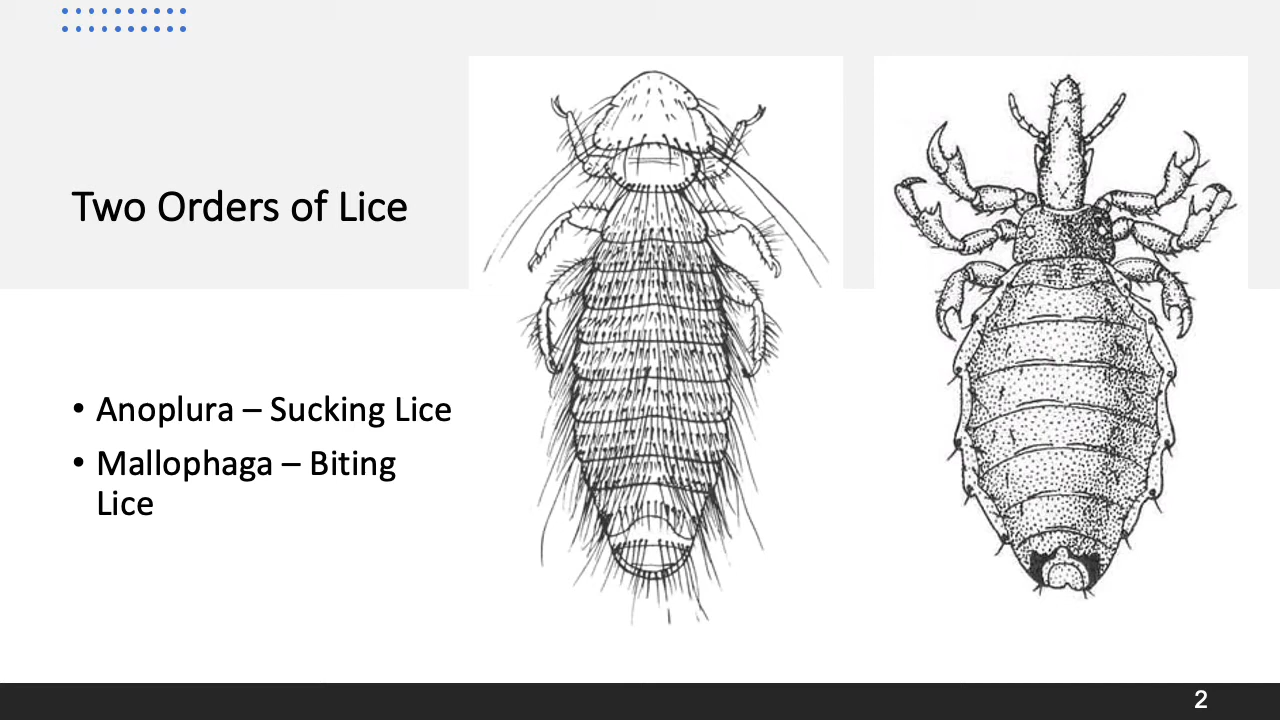 Two Orders of Lice
• Anoplura – Sucking Lice
• Mallophaga – Biting
Lice
2